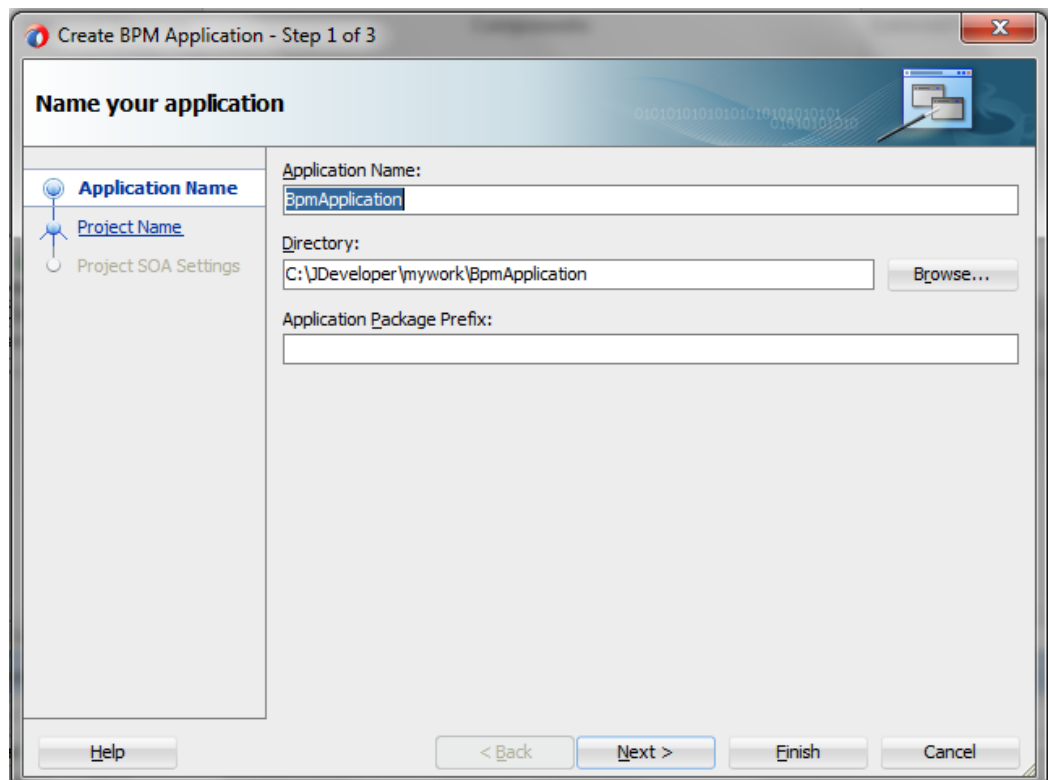 Create BPM Application - Step 1 of 3
Name your application
Application Name
Project Name
Project SOA Settings
Application Name:
BpmApplication
Directory:
C:\JDeveloper\mywork\BpmApplication
Browse...
Application Package Prefix:
Help
< Back
Next >
Finish
Cancel